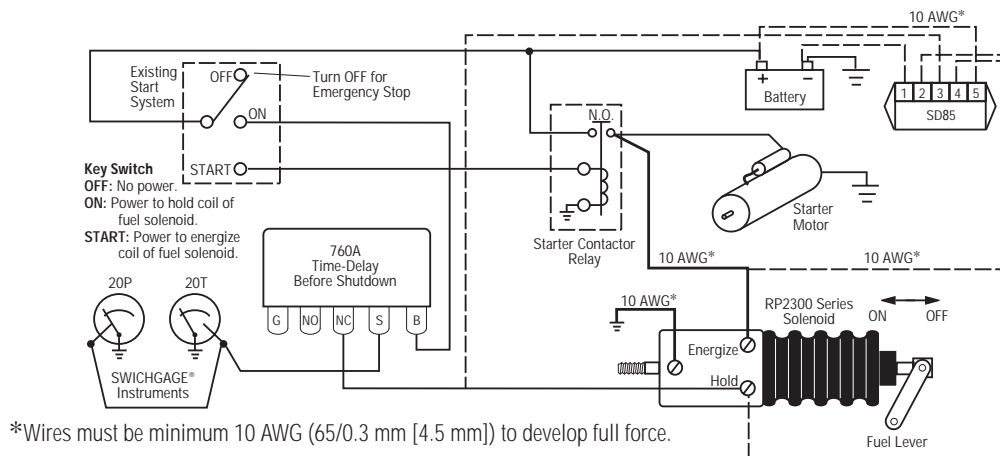 10 AWG*
Existing
Start
System
OFF
Turn OFF for
Emergency Stop
ON
START
N.O.
+
–
Battery
1 2 3 4 5
SD85
Key Switch
OFF: No power.
ON: Power to hold coil of
fuel solenoid.
START: Power to energize
coil of fuel solenoid.
Starter Contactor
Relay
Starter
Motor
760A
Time-Delay
Before Shutdown
G NO NC S B
20P
20T
SWICHGAGE®
Instruments
10 AWG*
10 AWG*
10 AWG*
RP2300 Series
Solenoid
ON
OFF
Energize
Hold
Fuel Lever
*Wires must be minimum 10 AWG (65/0.3 mm [4.5 mm]) to develop full force.